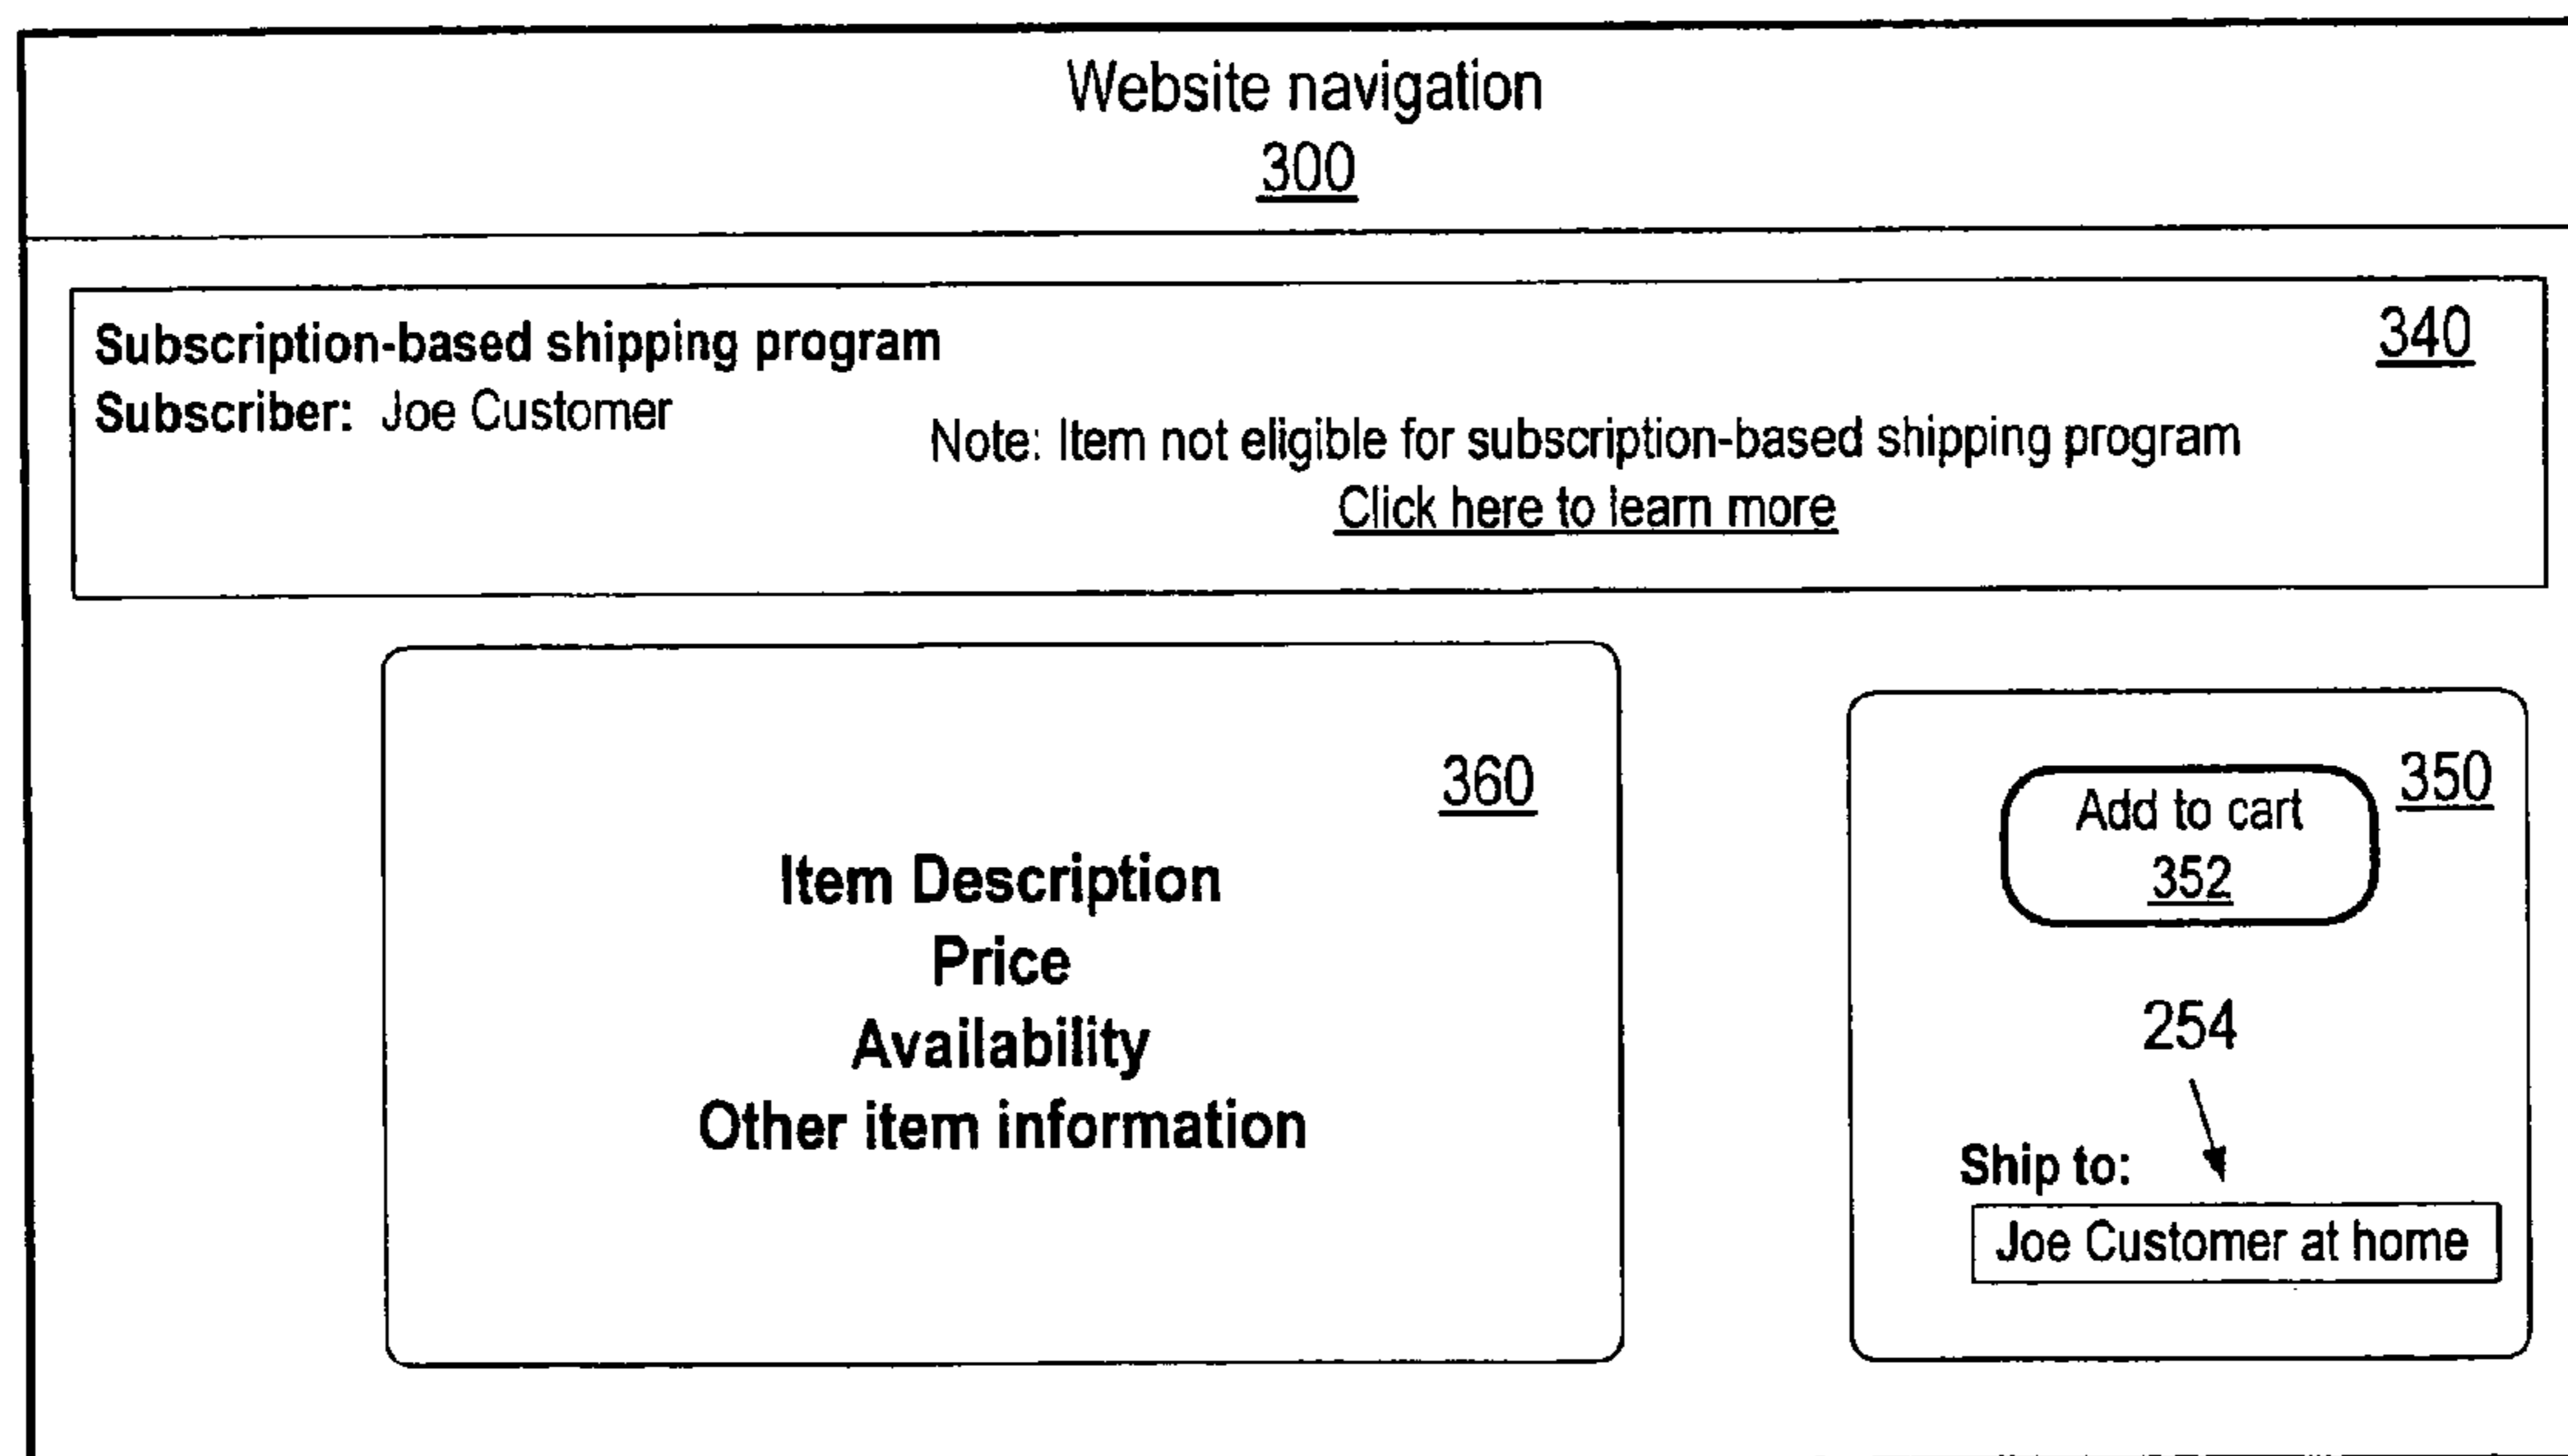 Website navigation
300
Subscription-based shipping program
340
Subscriber: Joe Customer
Note: Item not eligible for subscription-based shipping program
Click here to learn more
360
Item Description
Price
Availability
Other item information
350
Add to cart
352
254
Ship to:
Joe Customer at home